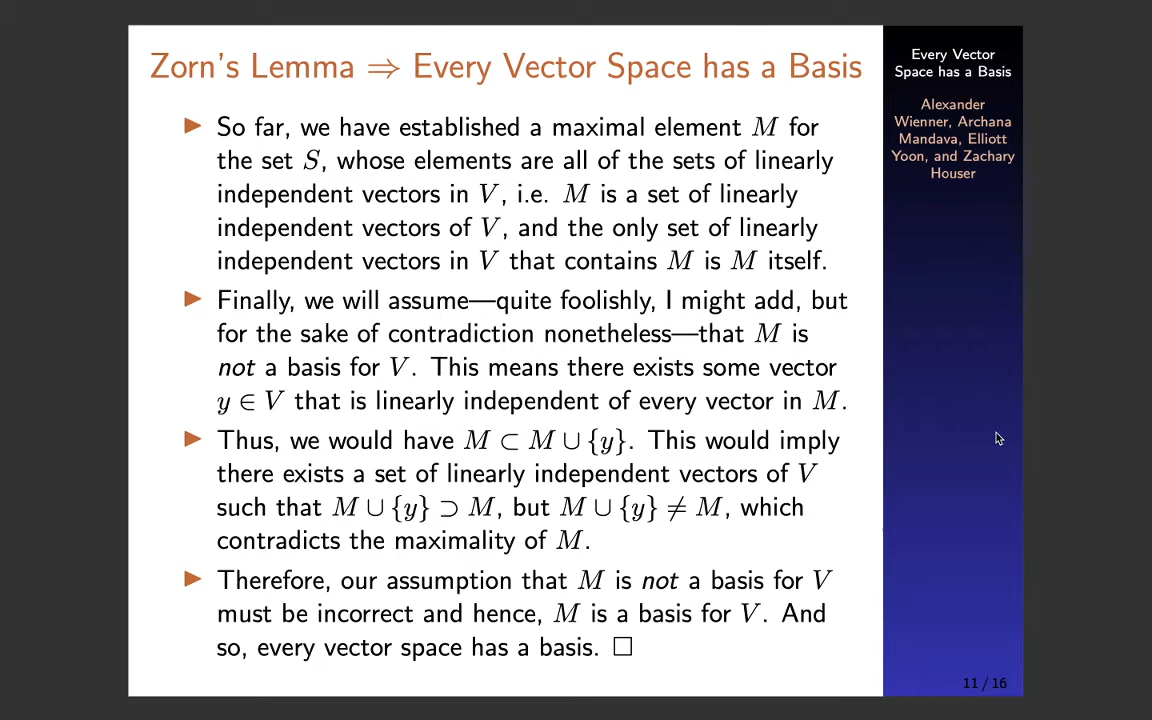 Zorn's Lemma ⇒ Every Vector Space has a Basis
▶ So far, we have established a maximal element M for
the set S, whose elements are all of the sets of linearly
independent vectors in V, i.e. M is a set of linearly
independent vectors of V, and the only set of linearly
independent vectors in V that contains M is M itself.
▶ Finally, we will assume—quite foolishly, I might add, but
for the sake of contradiction nonetheless—that M is
not a basis for V. This means there exists some vector
y ∈ V that is linearly independent of every vector in M.
▶ Thus, we would have M ⊂ M ∪ {y}. This would imply
there exists a set of linearly independent vectors of V
such that M ∪ {y} ⊃ M, but M ∪ {y} ≠ M, which
contradicts the maximality of M.
▶ Therefore, our assumption that M is not a basis for V
must be incorrect and hence, M is a basis for V. And
so, every vector space has a basis. □
Every Vector
Space has a Basis
Alexander
Wienner, Archana
Mandava, Elliott
Yoon, and Zachary
Houser
11 / 16